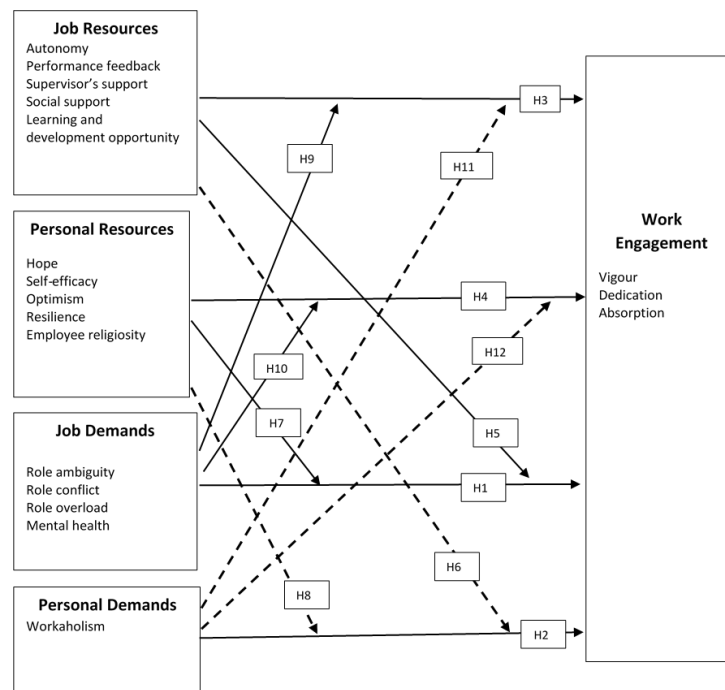 Job Resources
Autonomy
Performance feedback
Supervisor's support
Social support
Learning and
development opportunity
Personal Resources
Hope
Self-efficacy
Optimism
Resilience
Employee religiosity
Job Demands
Role ambiguity
Role conflict
Role overload
Mental health
Personal Demands
Workaholism
H3
H9
H11
H4
H12
H10
H7
H5
H1
H6
H8
H2
Work
Engagement
Vigour
Dedication
Absorption